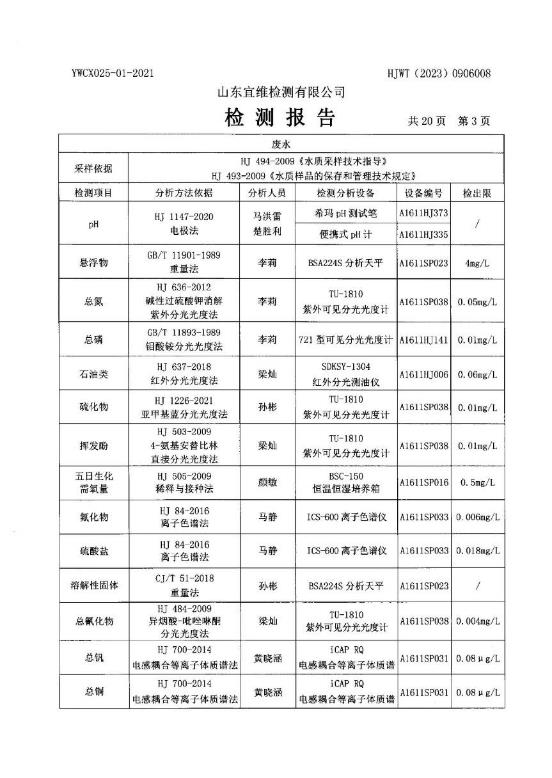 YWCX025-01-2021
HJWT（2023）0906008
山东宜维检测有限公司
检 测 报 告
共20页 第3页
废水
采样依据
HJ 494-2009《水质采样技术指导》
HJ 493-2009《水质样品的保存和管理技术规定》
检测项目 分析方法依据 分析人员 检测分析设备 设备编号 检出限
pH
HJ 1147-2020
电极法
马洪雷
楚胜利
希玛 pH 测试笔 A1611HJ373
便携式 pH 计 A1611HJ335
/
悬浮物
GB/T 11901-1989
重量法
李莉 BSA224S 分析天平 A1611SP023 4mg/L
总氮
HJ 636-2012
碱性过硫酸钾消解
紫外分光光度法
李莉
TU-1810
紫外可见分光光度计
A1611SP038 0.05mg/L
总磷
GB/T 11893-1989
钼酸铵分光光度法
李莉 721 型可见分光光度计 A1611HJ141 0.01mg/L
石油类
HJ 637-2018
红外分光光度法
梁灿
SDKSY-1304
红外分光测油仪
A1611HJ006 0.06mg/L
硫化物
HJ 1226-2021
亚甲基蓝分光光度法
孙彬
TU-1810
紫外可见分光光度计
A1611SP038 0.01mg/L
挥发酚
HJ 503-2009
4-氨基安替比林
直接分光光度法
梁灿
TU-1810
紫外可见分光光度计
A1611SP038 0.01mg/L
五日生化
需氧量
HJ 505-2009
稀释与接种法
颜敏
BSC-150
恒温恒湿培养箱
A1611SP016 0.5mg/L
氟化物
HJ 84-2016
离子色谱法
马静 ICS-600 离子色谱仪 A1611SP033 0.006mg/L
硫酸盐
HJ 84-2016
离子色谱法
马静 ICS-600 离子色谱仪 A1611SP033 0.018mg/L
溶解性固体
CJ/T 51-2018
重量法
孙彬 BSA224S 分析天平 A1611SP023 /
总氰化物
HJ 484-2009
异烟酸-吡唑啉酮
分光光度法
梁灿
TU-1810
紫外可见分光光度计
A1611SP038 0.004mg/L
总钒
HJ 700-2014
电感耦合等离子体质谱法
黄晓涵
iCAP RQ
电感耦合等离子体质谱
A1611SP031 0.08μg/L
总铜
HJ 700-2014
电感耦合等离子体质谱法
黄晓涵
iCAP RQ
电感耦合等离子体质谱
A1611SP031 0.08μg/L